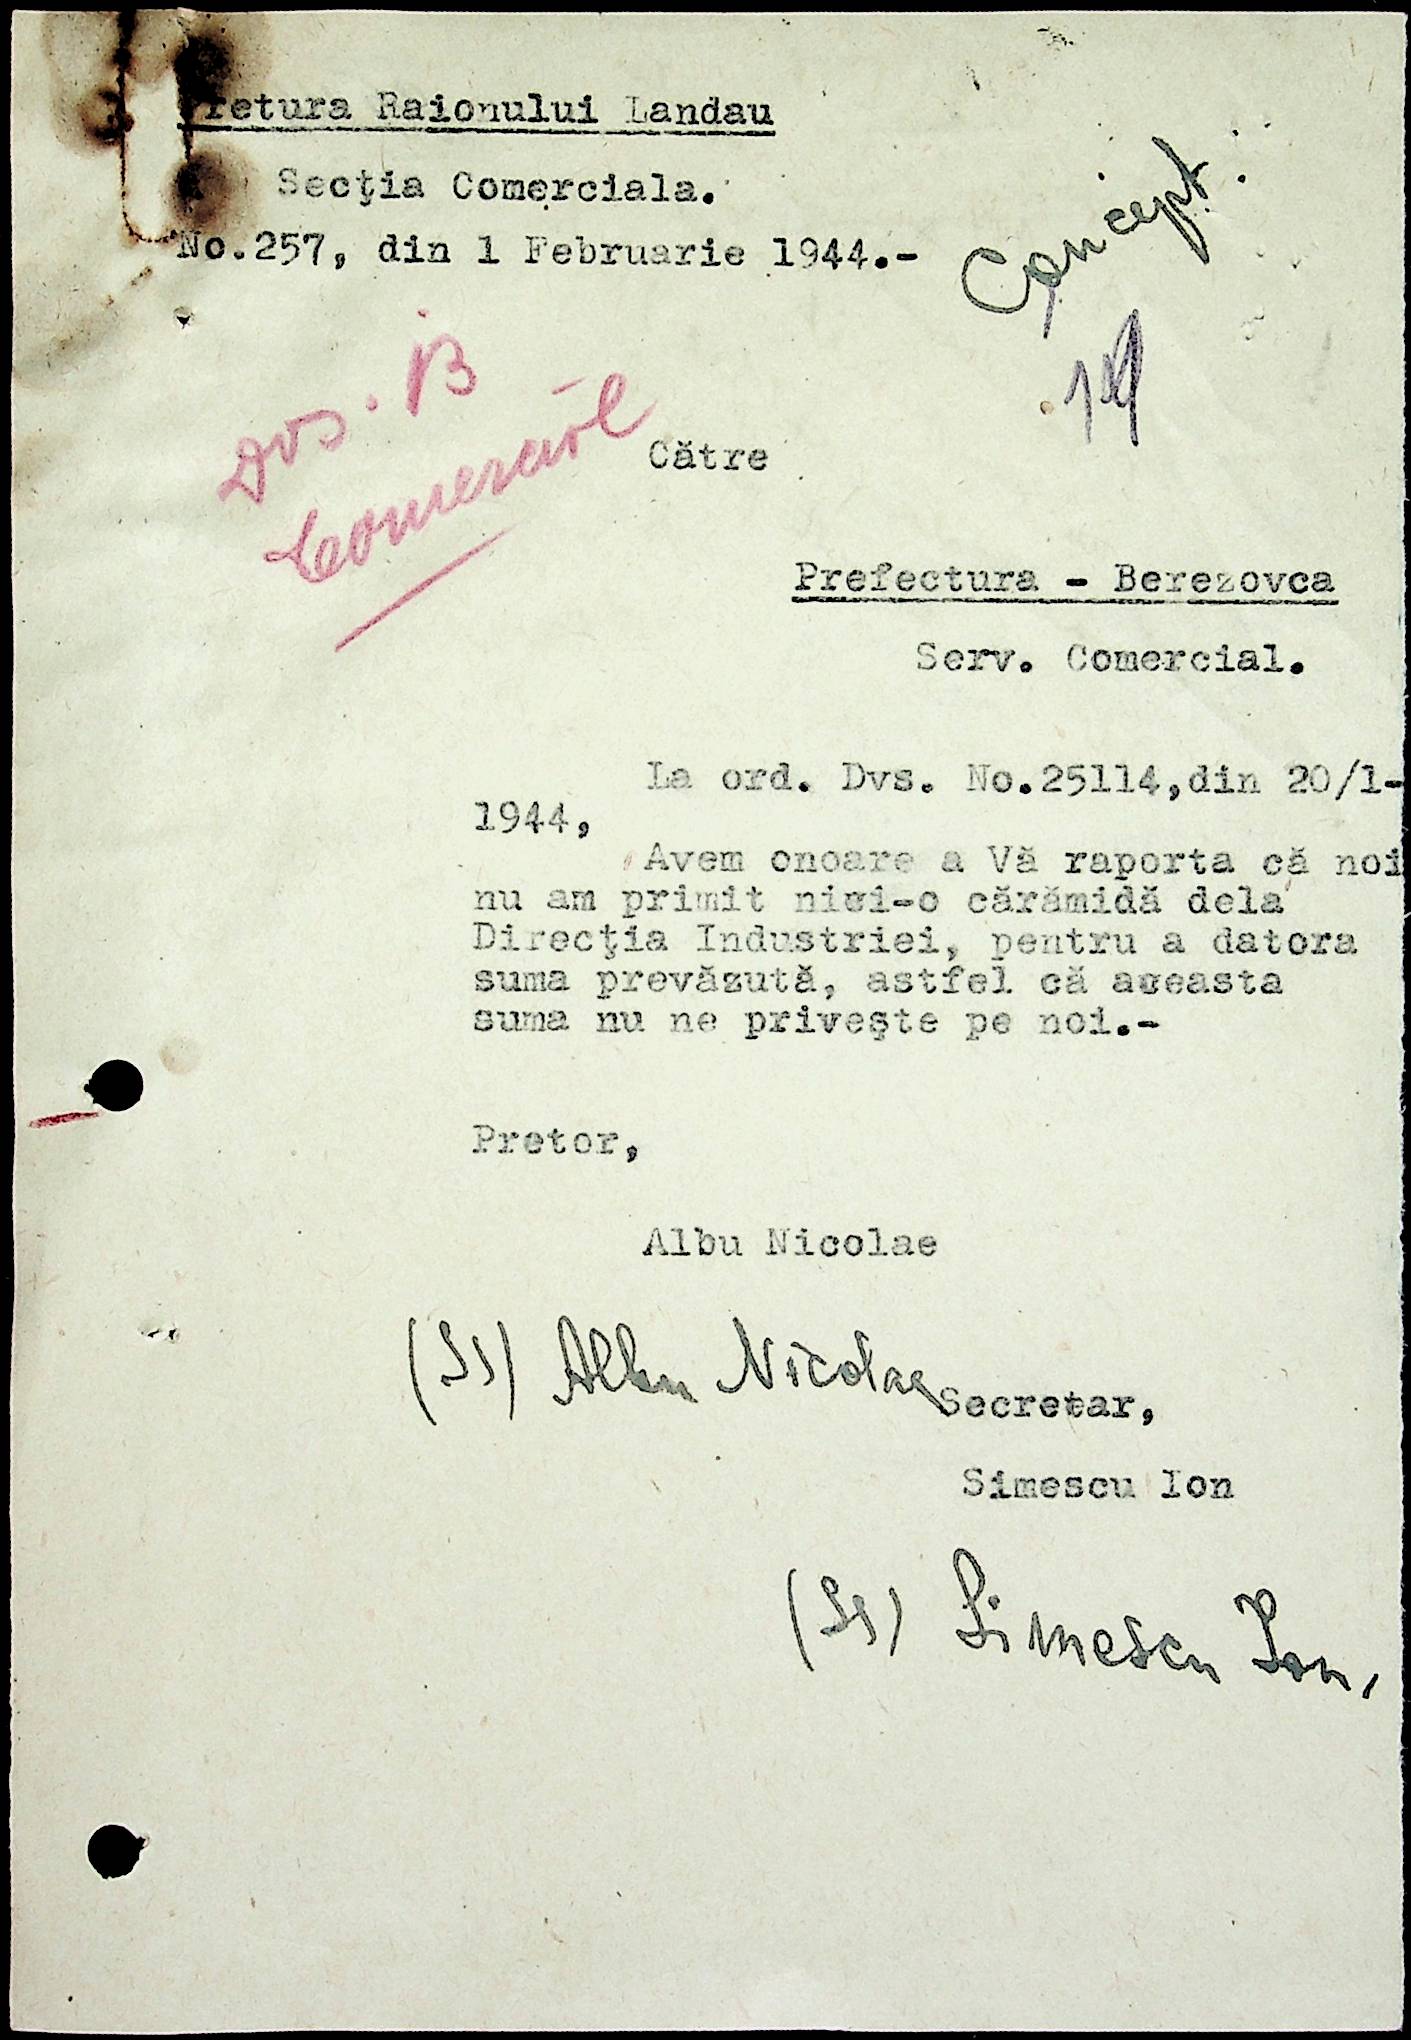 Pretura Raionului Landau
Secţia Comerciala.
No.257, din 1 Februarie 1944.-
Concept.
Dvs. B
Comercial
Către
Prefectura - Berezovca
Serv. Comercial.
La ord. Dvs. No.25114,din 20/1-
1944,
Avem onoare a Vă raporta că noi
nu am primit nici-o cărămidă dela
Direcţia Industriei, pentru a datora
suma prevăzută, astfel că aceasta
suma nu ne priveşte pe noi.-
Pretor,
Albu Nicolae
(Ss) Albu Nicolae
Secretar,
Simescu Ion
(Ss) Simescu Ion,